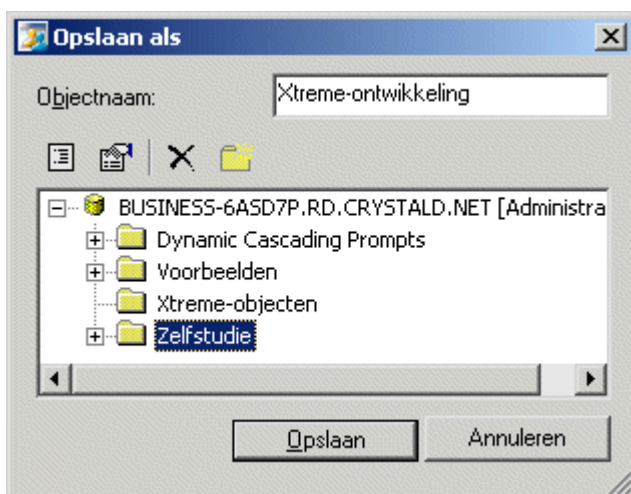 Opslaan als
Objectnaam:
Xtreme-ontwikkeling
BUSINESS-6ASD7P.RD.CRYSTALD.NET [Administra
Dynamic Cascading Prompts
Voorbeelden
Xtreme-objecten
Zelfstudie
Opslaan
Annuleren